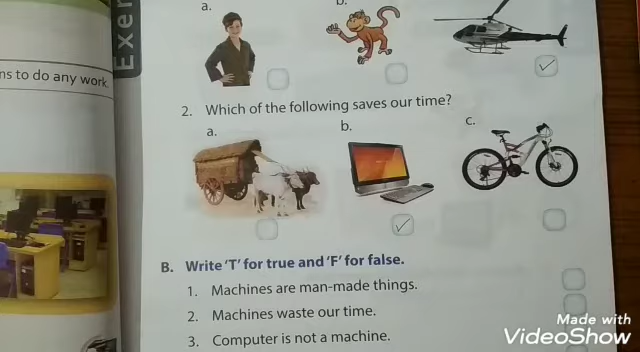 Exer
a.
b.
ns to do any work.
2. Which of the following saves our time?
a.
b.
c.
B. Write 'T' for true and 'F' for false.
1. Machines are man-made things.
2. Machines waste our time.
3. Computer is not a machine.
Made with
VideoShow